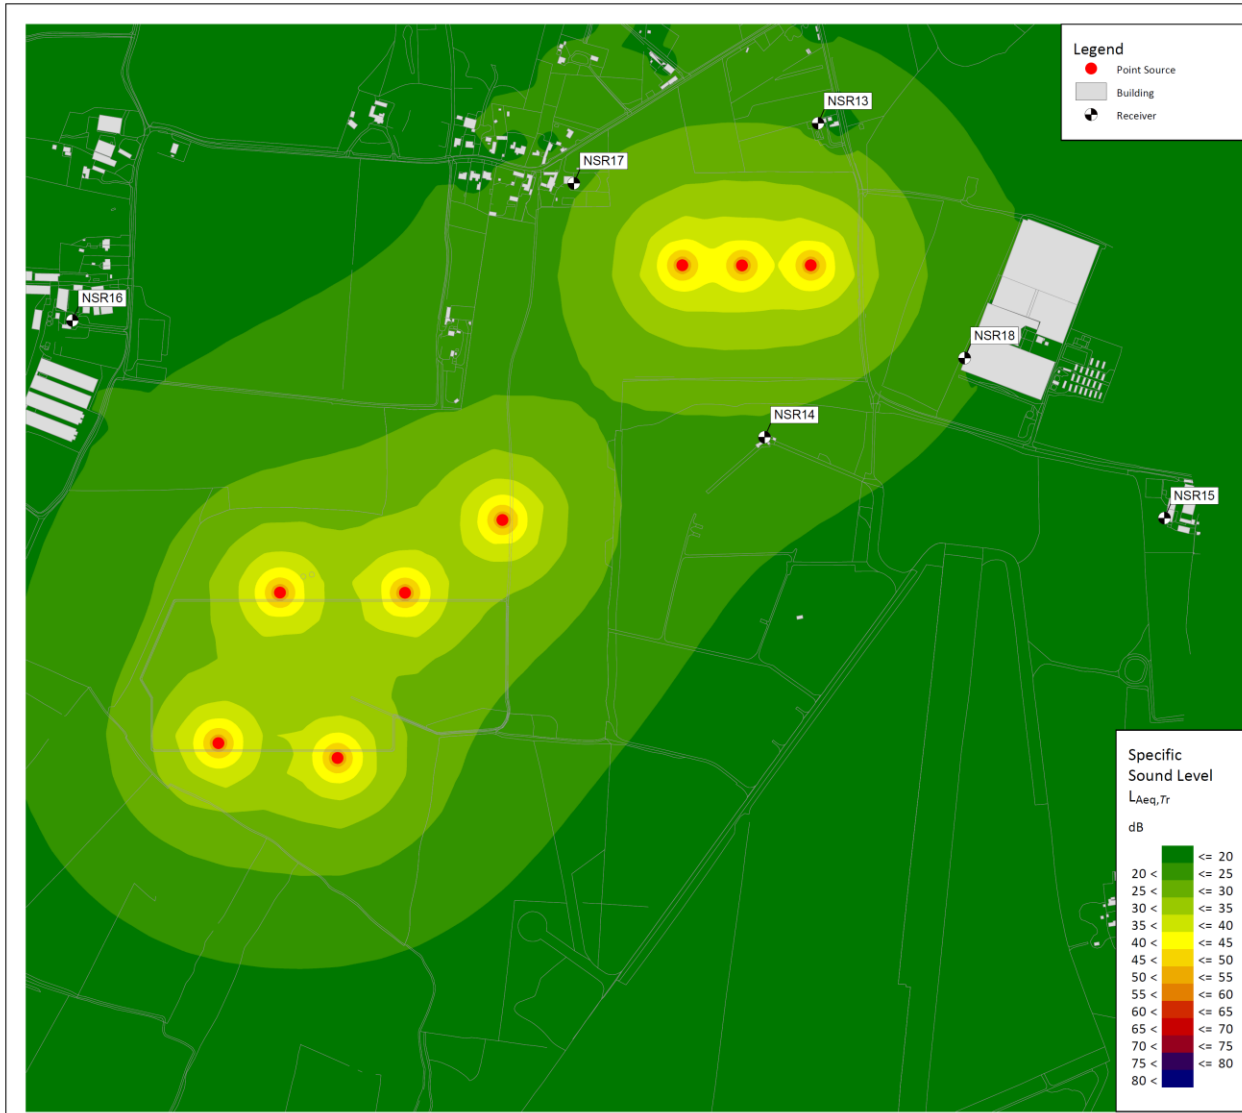 Legend
Point Source
Building
Receiver
NSR13
NSR17
NSR16
NSR18
NSR14
NSR15
Specific
Sound Level
LAeq,Tr
dB
<= 20
20 < <= 25
25 < <= 30
30 < <= 35
35 < <= 40
40 < <= 45
45 < <= 50
50 < <= 55
55 < <= 60
60 < <= 65
65 < <= 70
70 < <= 75
75 < <= 80
80 <